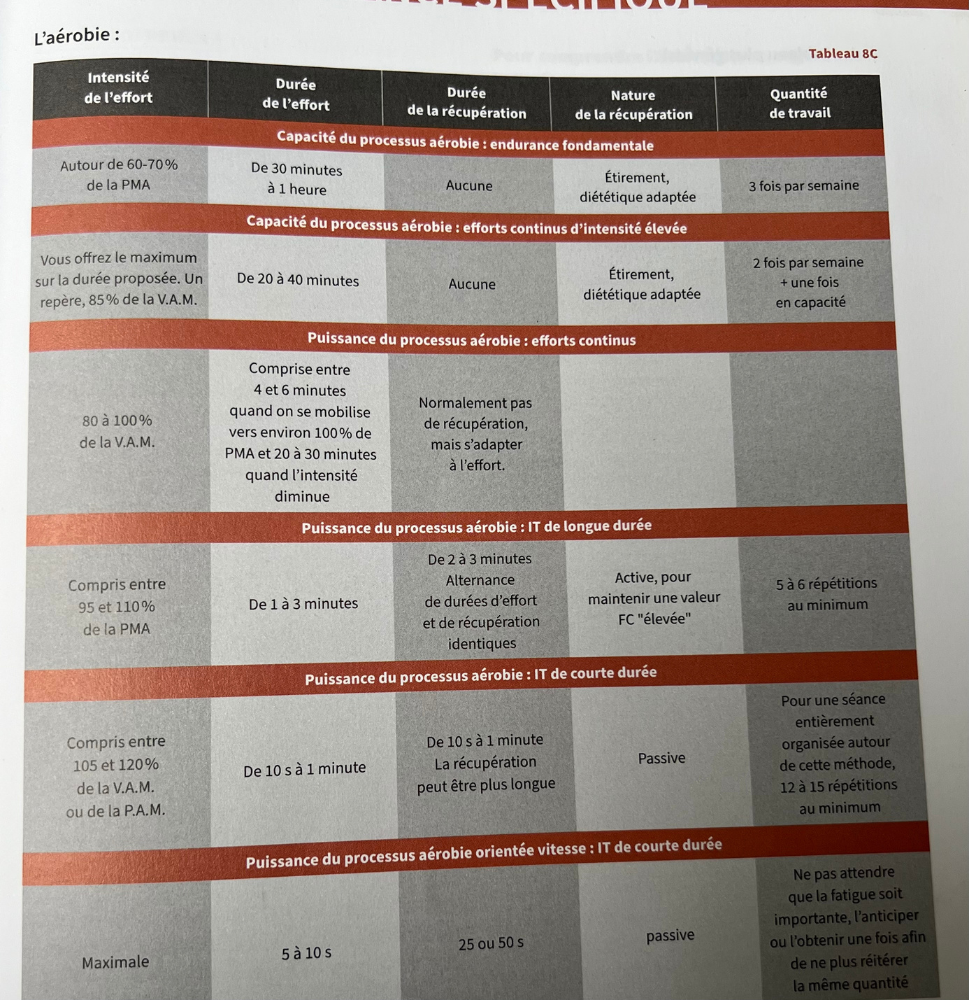 L'aérobie :
Tableau 8C
Intensité
de l'effort
Durée
de l'effort
Durée
de la récupération
Nature
de la récupération
Quantité
de travail
Capacité du processus aérobie : endurance fondamentale
Autour de 60-70 %
de la PMA
De 30 minutes
à 1 heure
Aucune
Étirement,
diététique adaptée
3 fois par semaine
Capacité du processus aérobie : efforts continus d'intensité élevée
Vous offrez le maximum
sur la durée proposée. Un
repère, 85 % de la V.A.M.
De 20 à 40 minutes
Aucune
Étirement,
diététique adaptée
2 fois par semaine
+ une fois
en capacité
Puissance du processus aérobie : efforts continus
80 à 100 %
de la V.A.M.
Comprise entre
4 et 6 minutes
quand on se mobilise
vers environ 100 % de
PMA et 20 à 30 minutes
quand l'intensité
diminue
Normalement pas
de récupération,
mais s'adapter
à l'effort.
Puissance du processus aérobie : IT de longue durée
Compris entre
95 et 110 %
de la PMA
De 1 à 3 minutes
De 2 à 3 minutes
Alternance
de durées d'effort
et de récupération
identiques
Active, pour
maintenir une valeur
FC "élevée"
5 à 6 répétitions
au minimum
Puissance du processus aérobie : IT de courte durée
Compris entre
105 et 120 %
de la V.A.M.
ou de la P.A.M.
De 10 s à 1 minute
De 10 s à 1 minute
La récupération
peut être plus longue
Passive
Pour une séance
entièrement
organisée autour
de cette méthode,
12 à 15 répétitions
au minimum
Puissance du processus aérobie orientée vitesse : IT de courte durée
Maximale
5 à 10 s
25 ou 50 s
passive
Ne pas attendre
que la fatigue soit
importante, l'anticiper
ou l'obtenir une fois afin
de ne plus réitérer
la même quantité